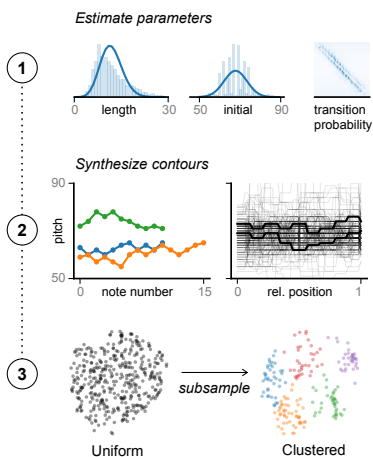 Estimate parameters
1
0
30
length
50
90
initial
transition
probability
Synthesize contours
2
90
50
pitch
0
15
note number
0
1
rel. position
3
subsample
Uniform
Clustered